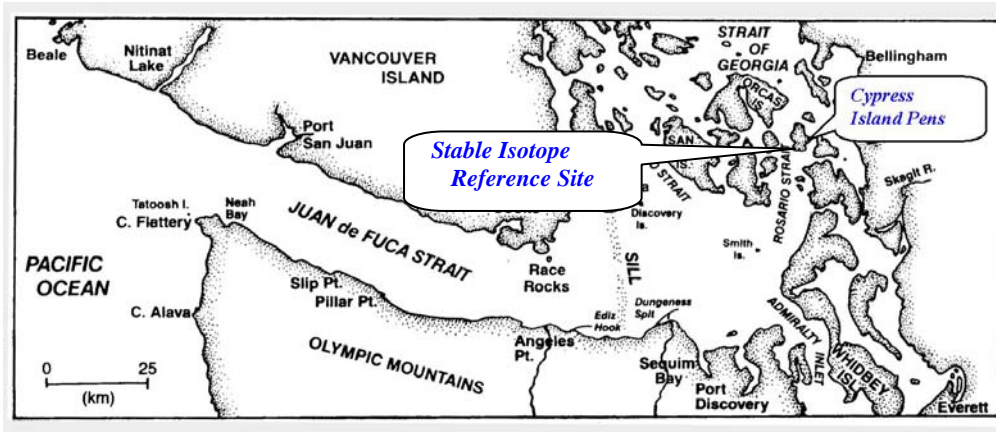 Beale
Nitinat
Lake
VANCOUVER
ISLAND
STRAIT
OF
GEORGIA
ORCAS
IS.
Bellingham
Cypress
Island Pens
Port
San Juan
Stable Isotope
Reference Site
SAN
IS.
STRAIT
Discovery
Is.
ROSARIO STRAIT
Skagit R.
Tatoosh I.
C. Flattery
Neah
Bay
JUAN de FUCA STRAIT
Smith
Is.
PACIFIC
OCEAN
Slip Pt.
Pillar Pt.
Race
Rocks
SILL
C. Alava
Ediz
Hook
Dungeness
Spit
ADMIRALTY
INLET
OLYMPIC MOUNTAINS
Angeles
Pt.
Sequim
Bay
Port
Discovery
WHIDBEY
ISL.
Everett
0 25
(km)